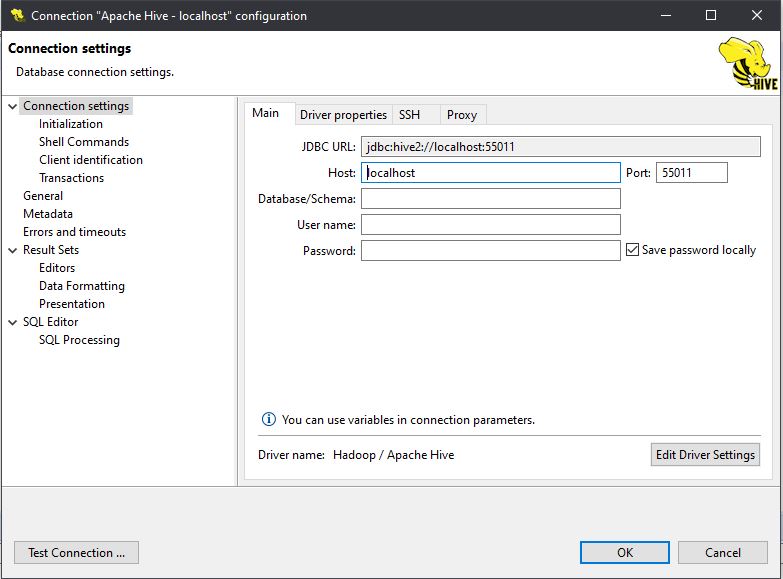 Connection "Apache Hive - localhost" configuration
Connection settings
Database connection settings.
HIVE
Connection settings
Initialization
Shell Commands
Client identification
Transactions
General
Metadata
Errors and timeouts
Result Sets
Editors
Data Formatting
Presentation
SQL Editor
SQL Processing
Main Driver properties SSH Proxy
JDBC URL: jdbc:hive2://localhost:55011
Host: localhost Port: 55011
Database/Schema:
User name:
Password: Save password locally
You can use variables in connection parameters.
Driver name: Hadoop / Apache Hive Edit Driver Settings
Test Connection ... OK Cancel